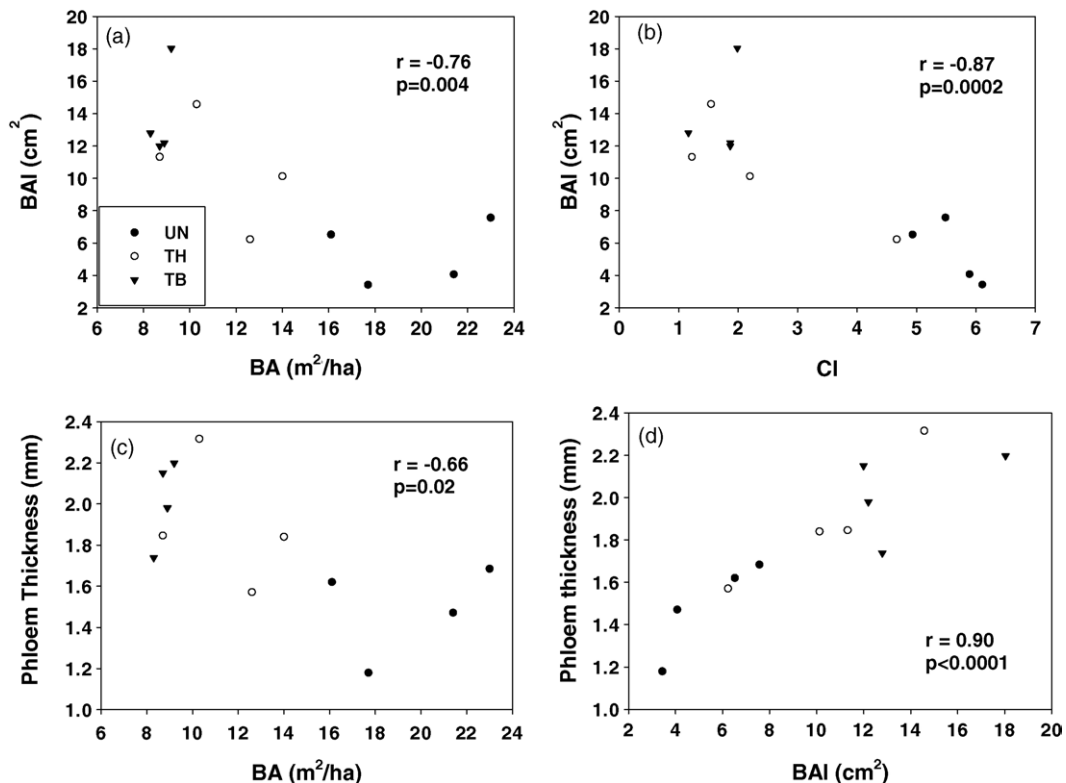 (a)
r = -0.76
p=0.004
BAI (cm²)
20
18
16
14
12
10
8
6
4
2
UN
TH
TB
6 8 10 12 14 16 18 20 22 24
BA (m²/ha)
(b)
r = -0.87
p=0.0002
BAI (cm²)
20
18
16
14
12
10
8
6
4
2
0 1 2 3 4 5 6 7
CI
(c)
r = -0.66
p=0.02
Phloem Thickness (mm)
2.4
2.2
2.0
1.8
1.6
1.4
1.2
1.0
6 8 10 12 14 16 18 20 22 24
BA (m²/ha)
(d)
r = 0.90
p<0.0001
Phloem thickness (mm)
2.4
2.2
2.0
1.8
1.6
1.4
1.2
1.0
2 4 6 8 10 12 14 16 18 20
BAI (cm²)